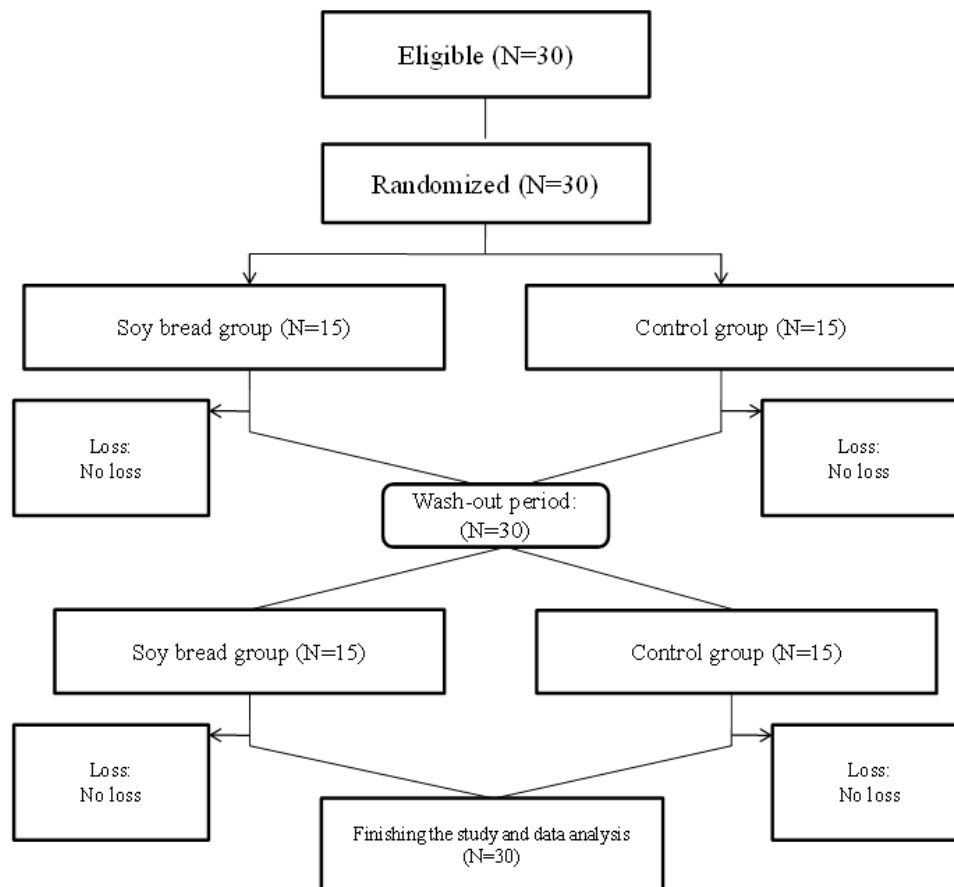 Eligible (N=30)
Randomized (N=30)
Soy bread group (N=15)
Control group (N=15)
Loss:
No loss
Loss:
No loss
Wash-out period:
(N=30)
Soy bread group (N=15)
Control group (N=15)
Loss:
No loss
Loss:
No loss
Finishing the study and data analysis
(N=30)